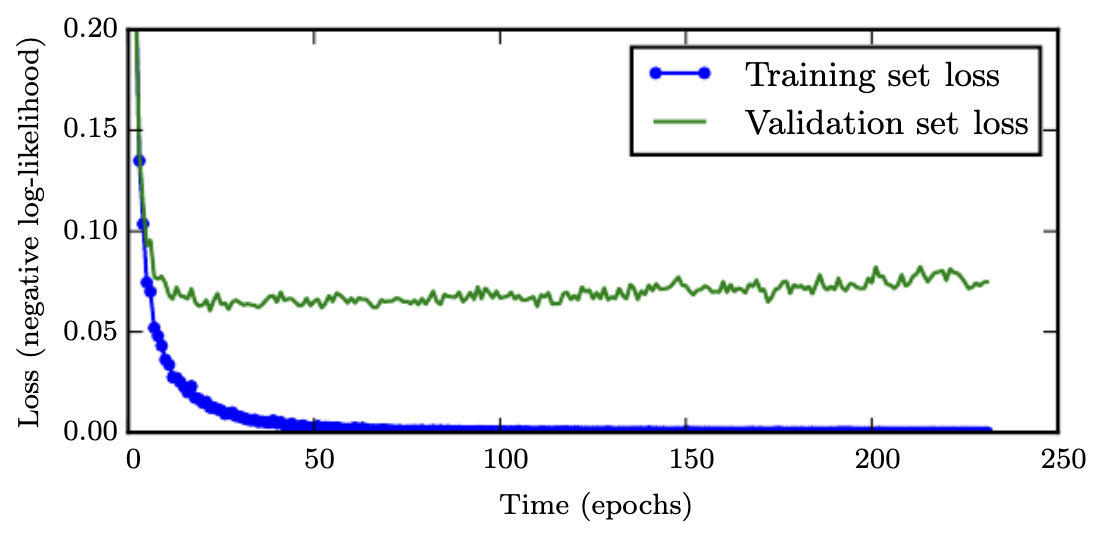 Loss (negative log-likelihood)
0.20
0.15
0.10
0.05
0.00
Training set loss
Validation set loss
0 50 100 150 200 250
Time (epochs)